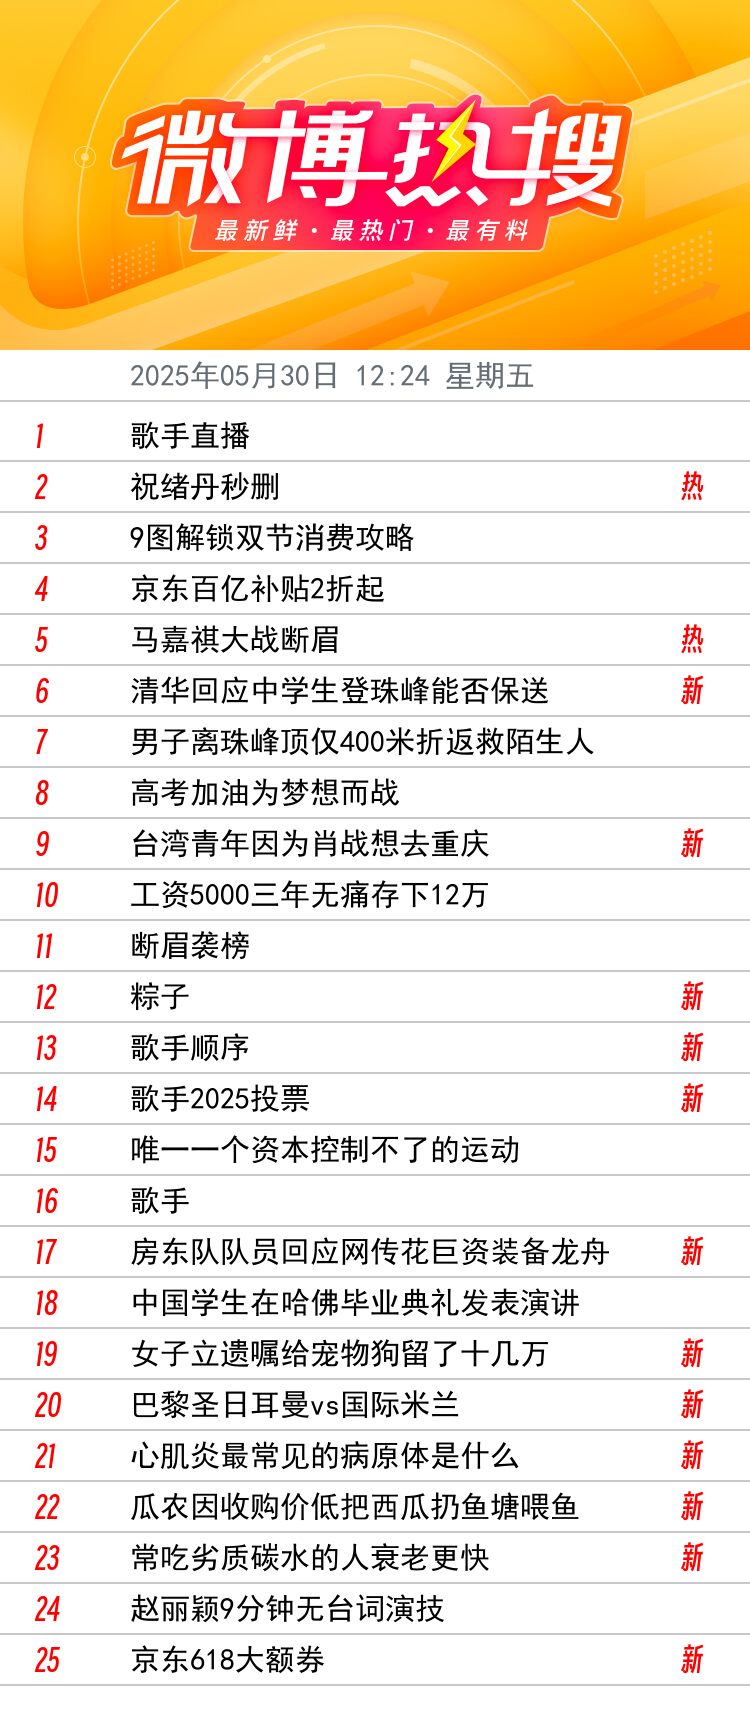 微博热搜
最新鲜·最热门·最有料
2025年05月30日 12:24 星期五
1 歌手直播
2 祝绪丹秒删 热
3 9图解锁双节消费攻略
4 京东百亿补贴2折起
5 马嘉祺大战断眉 热
6 清华回应中学生登珠峰能否保送 新
7 男子离珠峰顶仅400米折返救陌生人
8 高考加油为梦想而战
9 台湾青年因为肖战想去重庆 新
10 工资5000三年无痛存下12万
11 断眉袭榜
12 粽子 新
13 歌手顺序 新
14 歌手2025投票 新
15 唯一一个资本控制不了的运动
16 歌手
17 房东队队员回应网传花巨资装备龙舟 新
18 中国学生在哈佛毕业典礼发表演讲
19 女子立遗嘱给宠物狗留了十几万 新
20 巴黎圣日耳曼vs国际米兰 新
21 心肌炎最常见的病原体是什么 新
22 瓜农因收购价低把西瓜扔鱼塘喂鱼 新
23 常吃劣质碳水的人衰老更快 新
24 赵丽颖9分钟无台词演技
25 京东618大额券 新